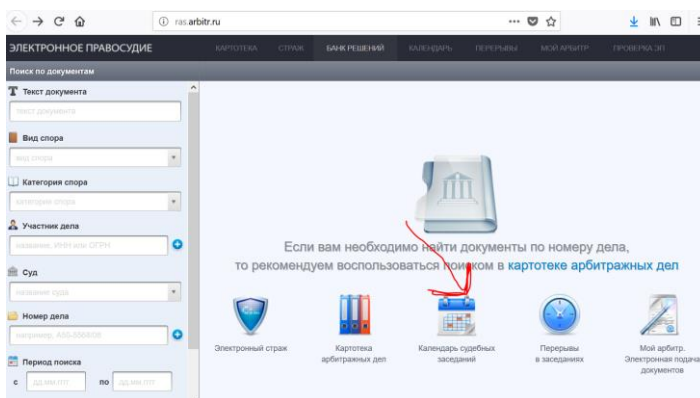 ras.arbitr.ru
ЭЛЕКТРОННОЕ ПРАВОСУДИЕ
КАРТОТЕКА СТРАЖ БАНК РЕШЕНИЙ КАЛЕНДАРЬ ПЕРЕРЫВЫ МОЙ АРБИТР ПРОВЕРКА ЭП
Поиск по документам
Текст документа
текст документа
Вид спора
вид спора
Категория спора
категория спора
Участник дела
название, ИНН или ОГРН
Суд
название суда
Номер дела
например,
Период поиска
с дд.мм.гггг по дд.мм.гггг
Если вам необходимо найти документы по номеру дела,
то рекомендуем воспользоваться поиском в картотеке арбитражных дел
Электронный страж
Картотека
арбитражных дел
Календарь судебных
заседаний
Перерывы
в заседаниях
Мой арбитр.
Электронная подача
документов